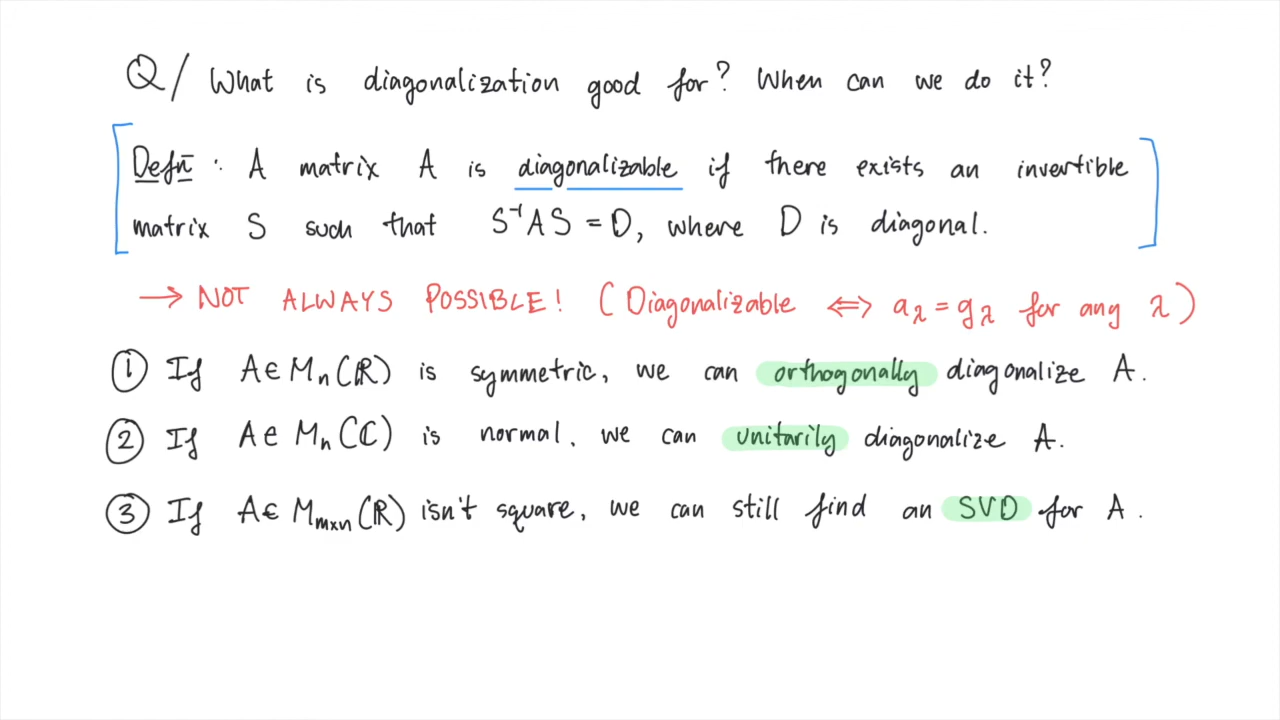 Q/ What is diagonalization good for? When can we do it?
Defn: A matrix A is diagonalizable if there exists an invertible
matrix S such that S⁻¹AS = D, where D is diagonal.
→ NOT ALWAYS POSSIBLE! (Diagonalizable ⇔ a_λ = g_λ for any λ)
① If A ∈ Mₙ(ℝ) is symmetric, we can orthogonally diagonalize A.
② If A ∈ Mₙ(ℂ) is normal, we can unitarily diagonalize A.
③ If A ∈ Mₘₓₙ(ℝ) isn't square, we can still find an SVD for A.